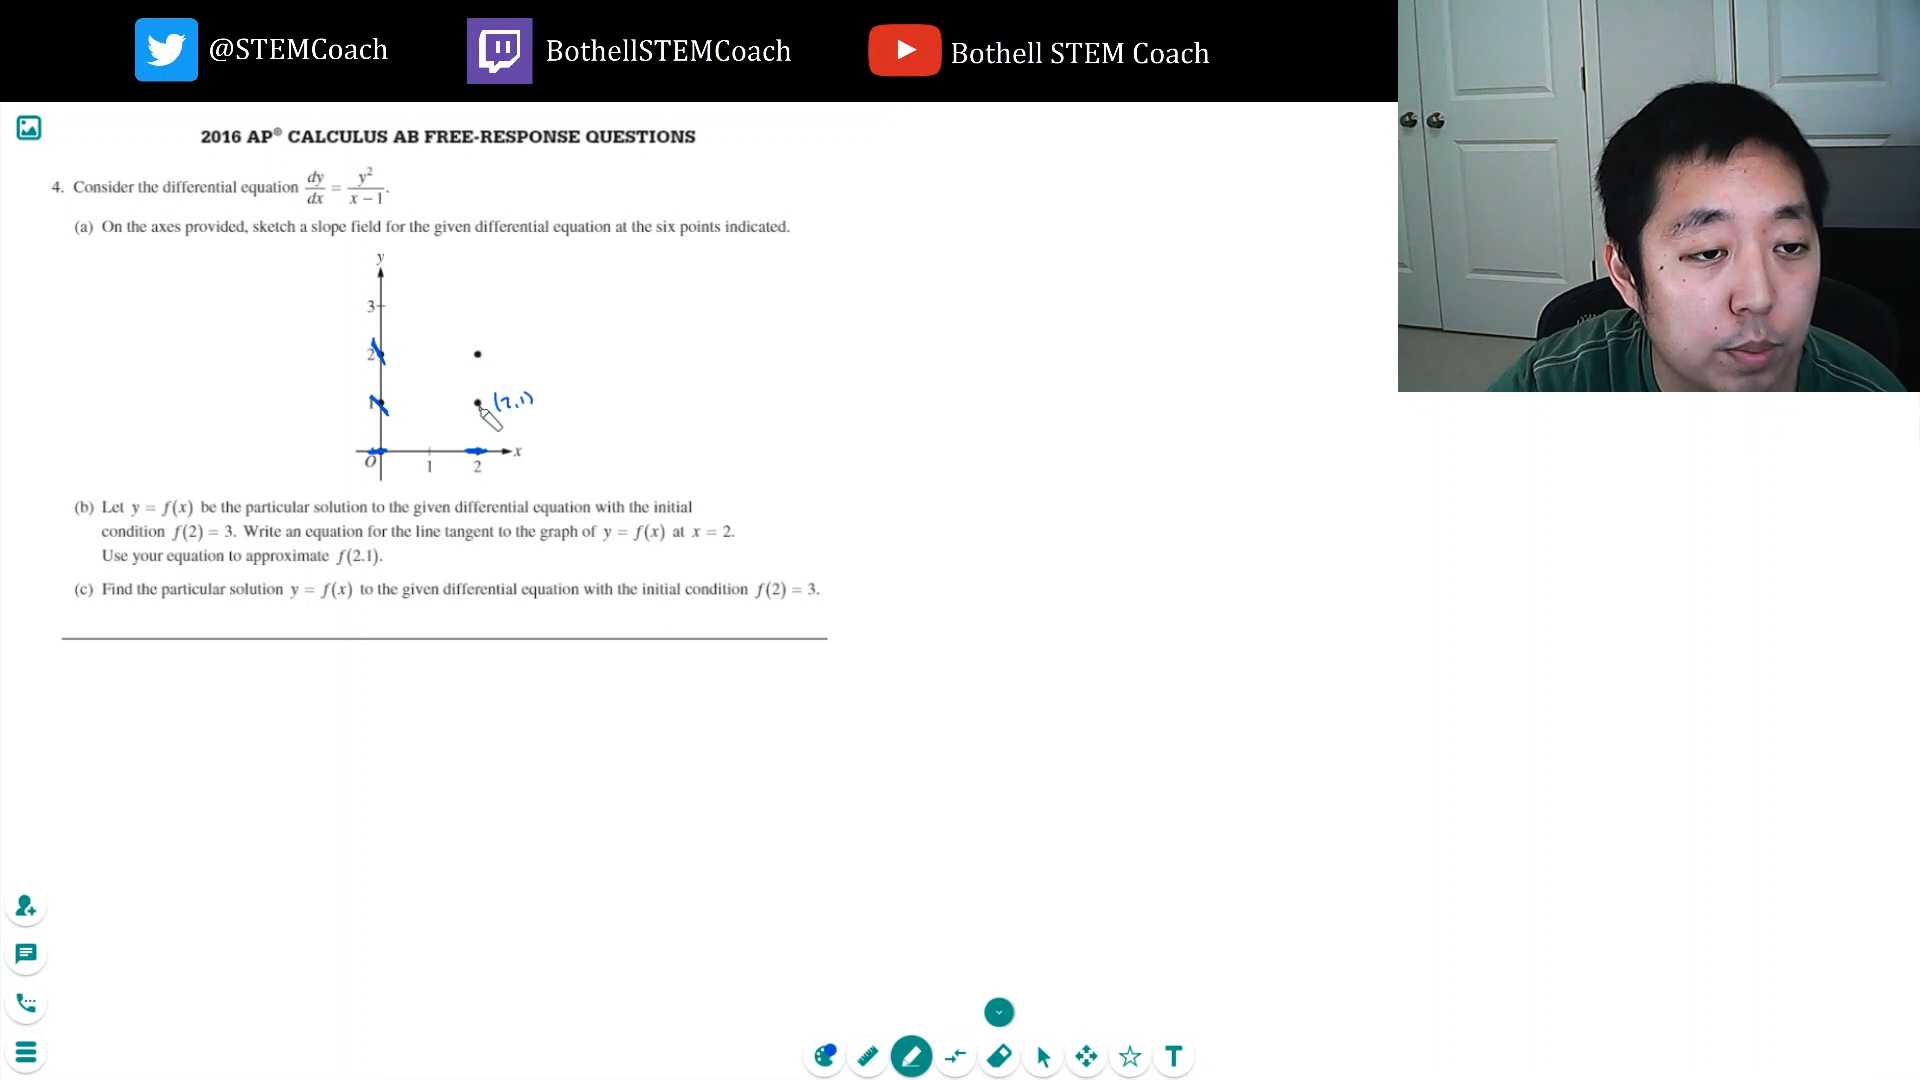 @STEMCoach BothellSTEMCoach Bothell STEM Coach
2016 AP® CALCULUS AB FREE-RESPONSE QUESTIONS
4. Consider the differential equation dy/dx = y²/(x − 1).
(a) On the axes provided, sketch a slope field for the given differential equation at the six points indicated.
y
3
2
1 (2,1)
O 1 2 x
(b) Let y = f(x) be the particular solution to the given differential equation with the initial
condition f(2) = 3. Write an equation for the line tangent to the graph of y = f(x) at x = 2.
Use your equation to approximate f(2.1).
(c) Find the particular solution y = f(x) to the given differential equation with the initial condition f(2) = 3.
T